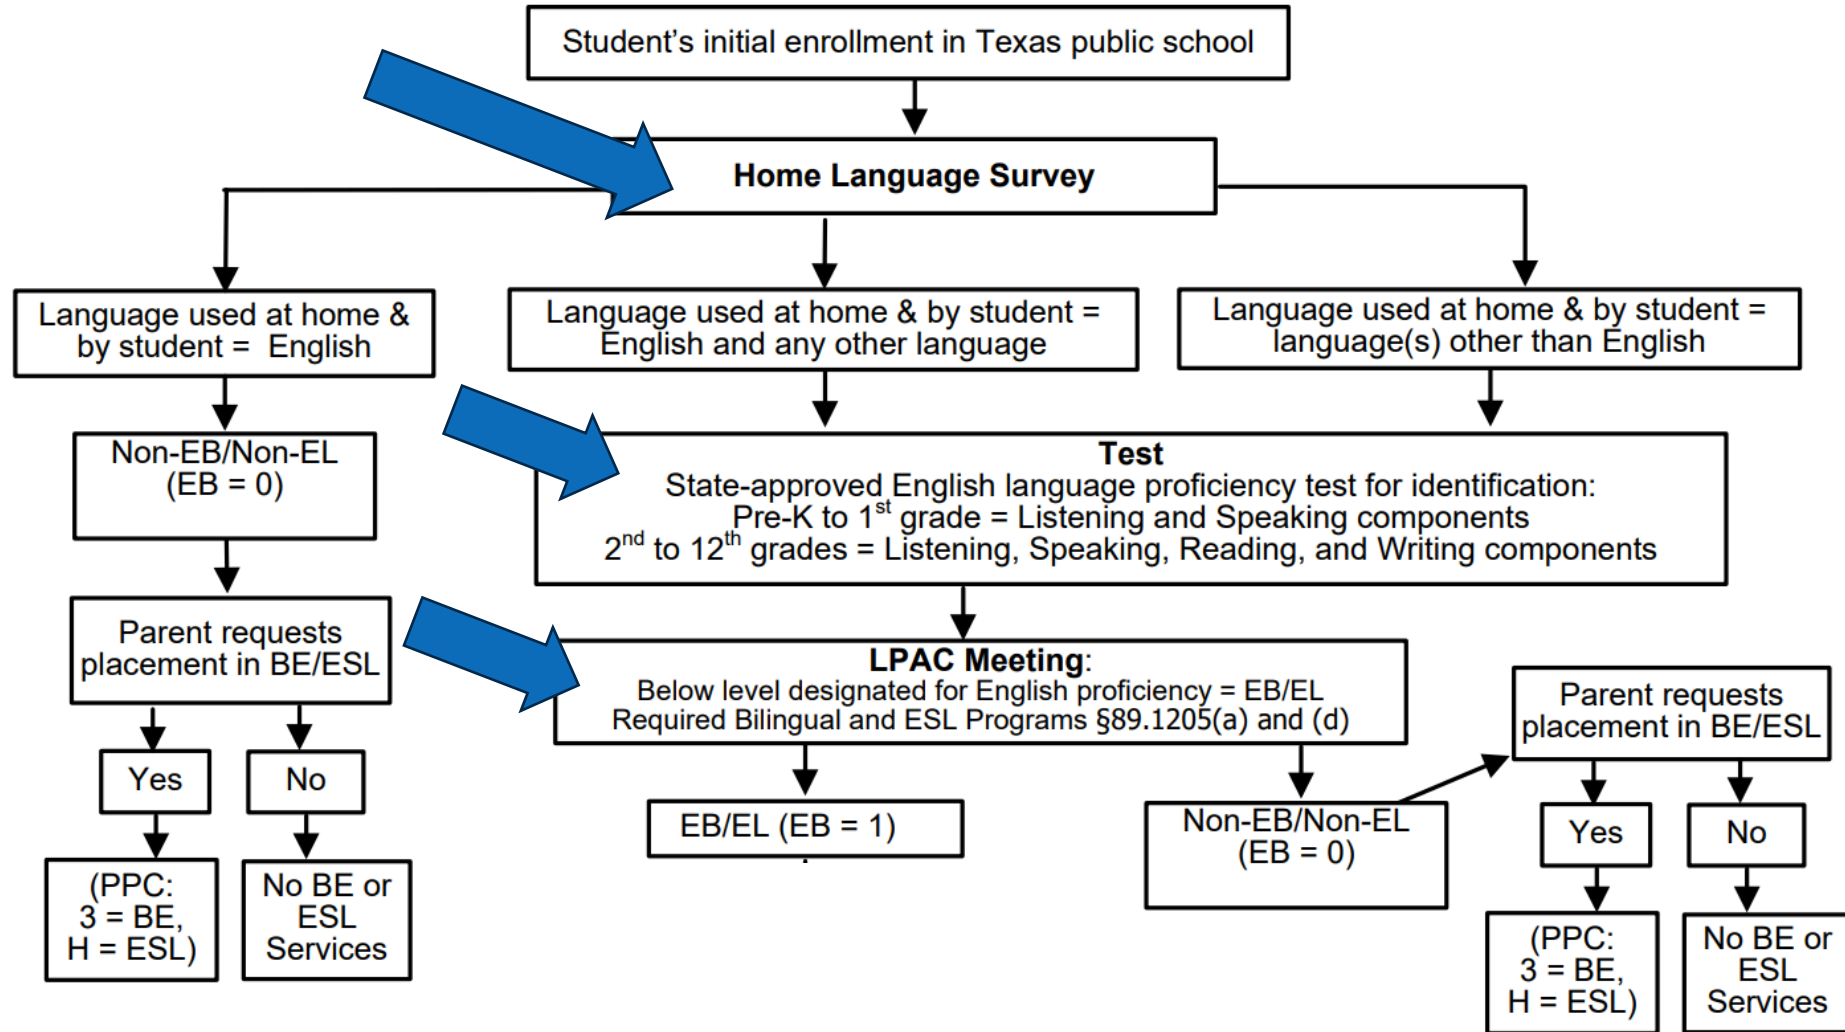 Student's initial enrollment in Texas public school
Home Language Survey
Language used at home &
by student =  English
Language used at home & by student =
English and any other language
Language used at home & by student =
language(s) other than English
Non-EB/Non-EL
(EB = 0)
Test
State-approved English language proficiency test for identification:
Pre-K to 1st grade = Listening and Speaking components
2nd to 12th grades = Listening, Speaking, Reading, and Writing components
Parent requests
placement in BE/ESL
LPAC Meeting:
Below level designated for English proficiency = EB/EL
Required Bilingual and ESL Programs §89.1205(a) and (d)
Parent requests
placement in BE/ESL
Yes
No
EB/EL (EB = 1)
Non-EB/Non-EL
(EB = 0)
Yes
No
(PPC:
3 = BE,
H = ESL)
No BE or
ESL
Services
(PPC:
3 = BE,
H = ESL)
No BE or
ESL
Services